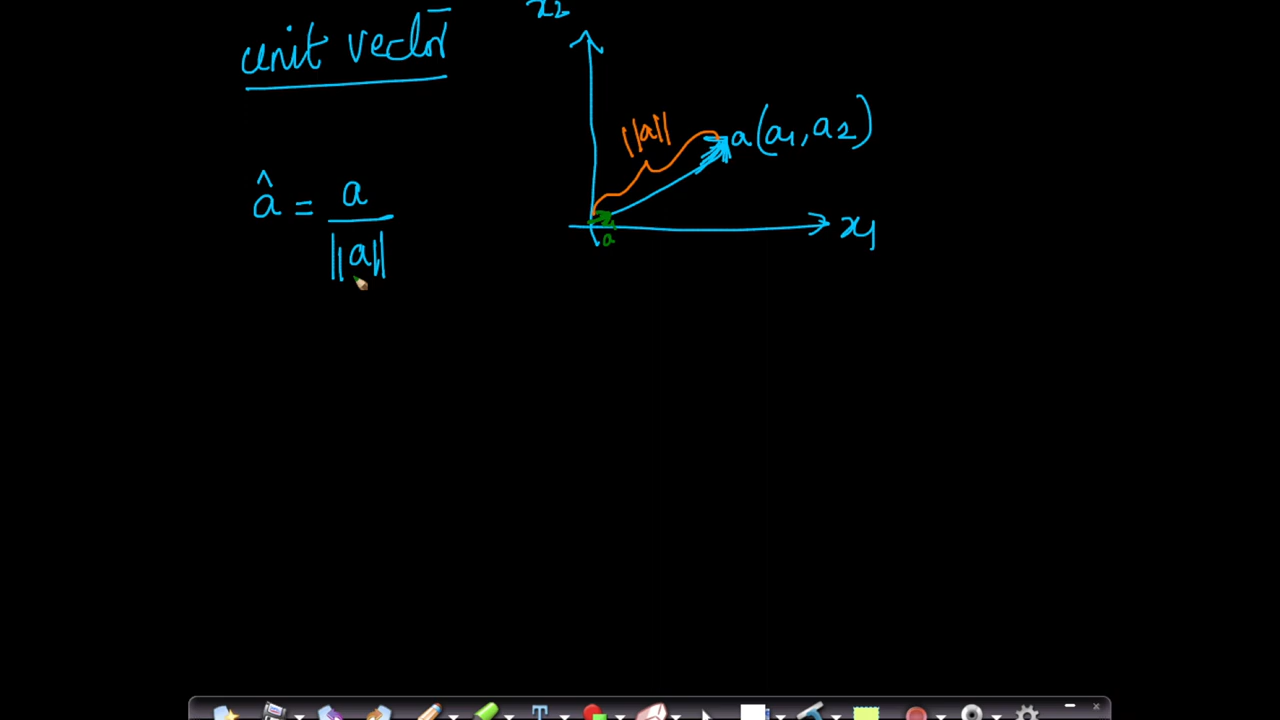 unit vector
x2
||a||
a(a1, a2)
â = a / ||a||
x1
a